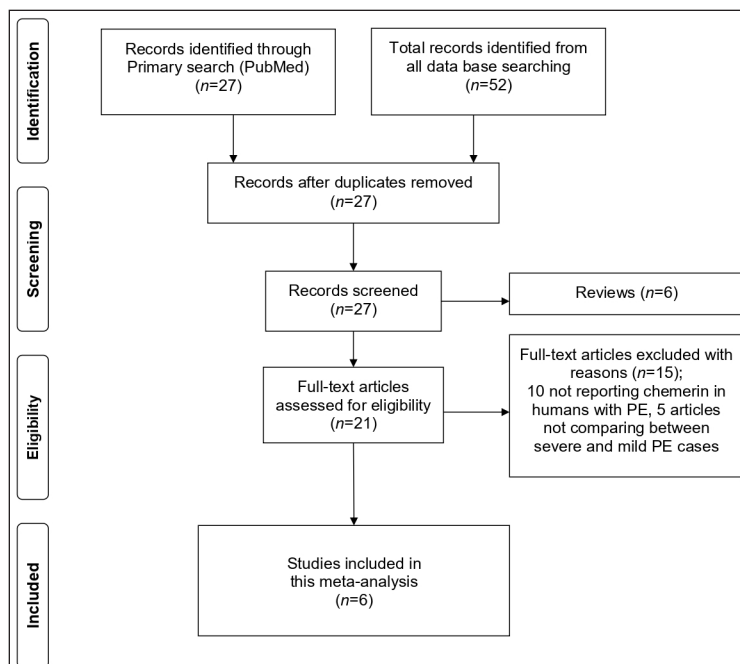 Identification
Records identified through
Primary search (PubMed)
(n=27)
Total records identified from
all data base searching
(n=52)
Records after duplicates removed
(n=27)
Screening
Records screened
(n=27)
Reviews (n=6)
Eligibility
Full-text articles
assessed for eligibility
(n=21)
Full-text articles excluded with
reasons (n=15);
10 not reporting chemerin in
humans with PE, 5 articles
not comparing between
severe and mild PE cases
Included
Studies included in
this meta-analysis
(n=6)